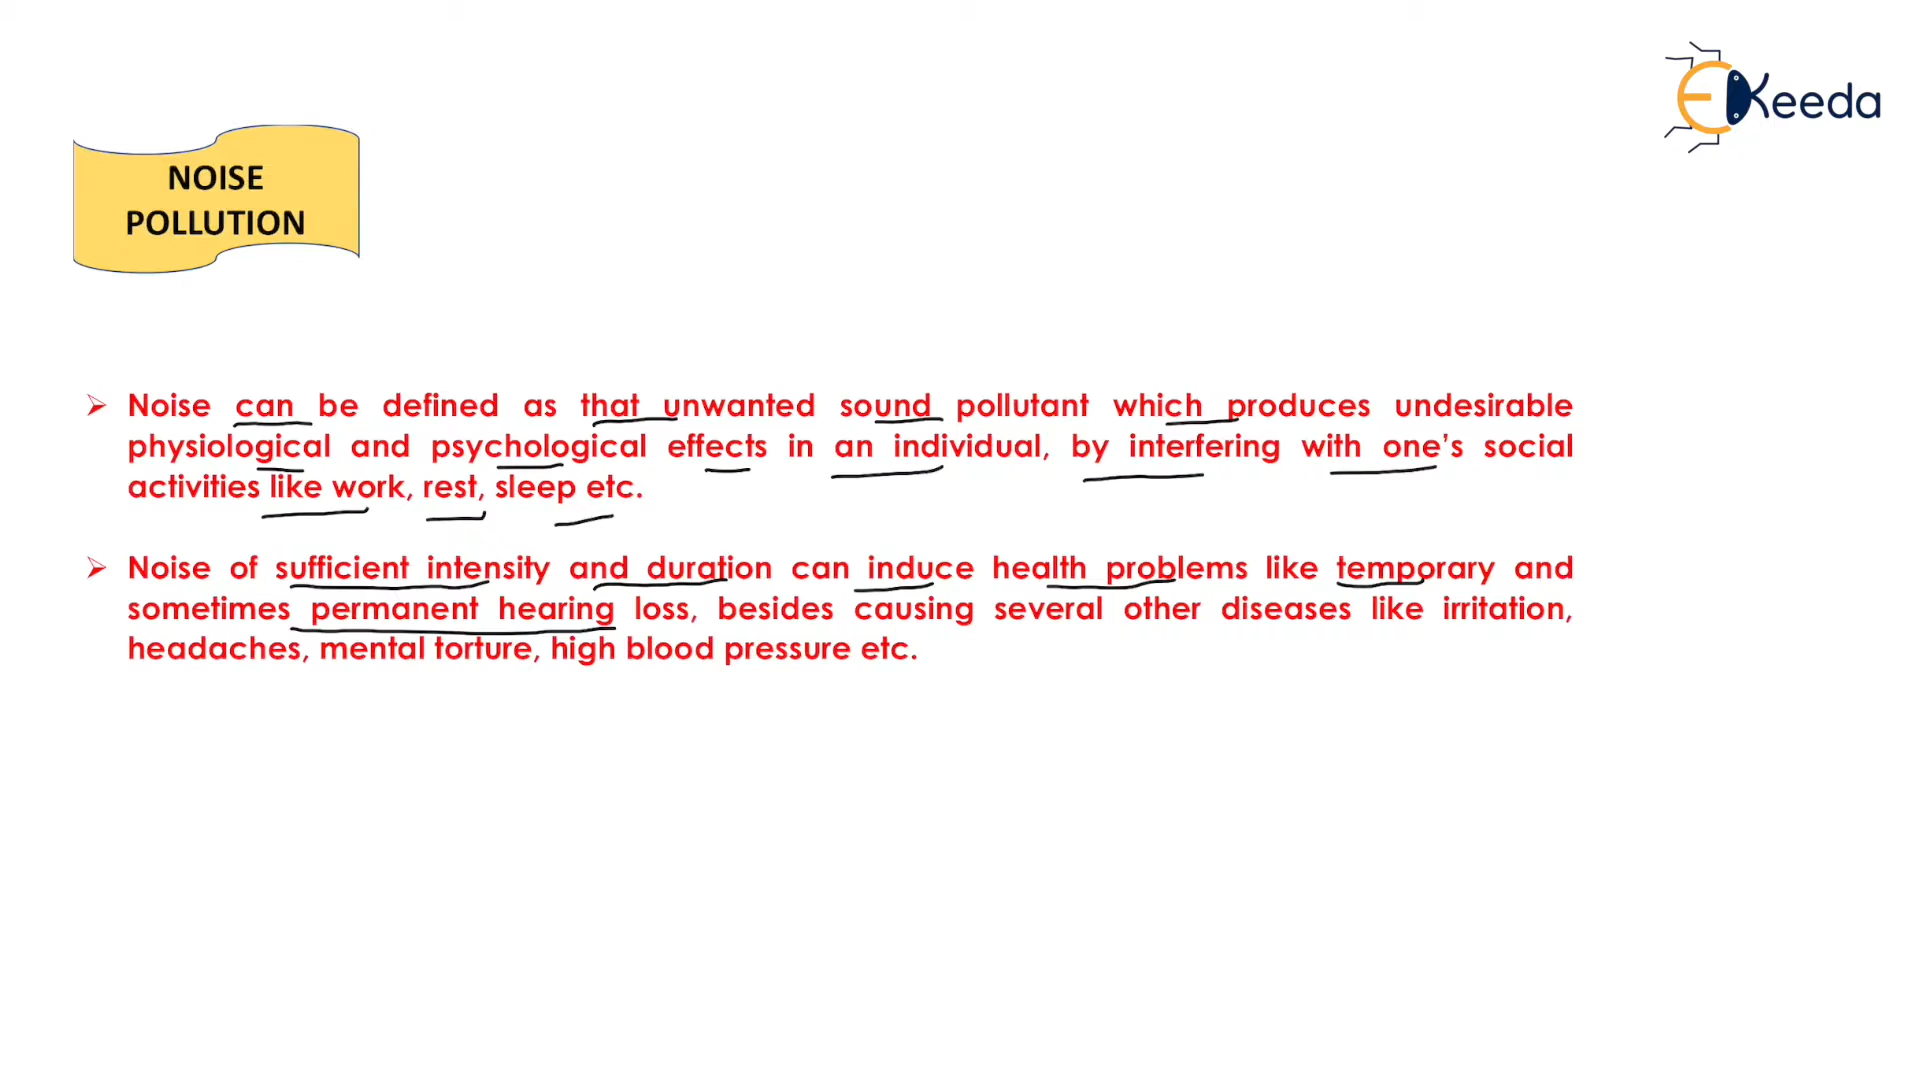 EKeeda
NOISE
POLLUTION
➢ Noise can be defined as that unwanted sound pollutant which produces undesirable
physiological and psychological effects in an individual, by interfering with one’s social
activities like work, rest, sleep etc.
➢ Noise of sufficient intensity and duration can induce health problems like temporary and
sometimes permanent hearing loss, besides causing several other diseases like irritation,
headaches, mental torture, high blood pressure etc.